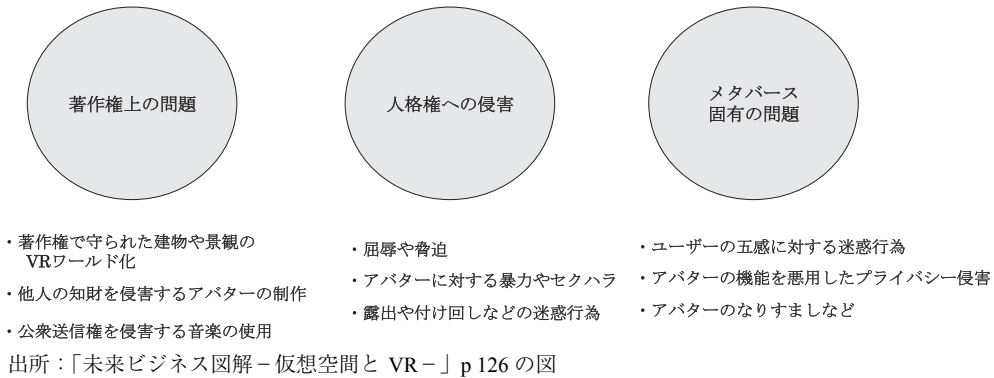 著作権上の問題
人格権への侵害
メタバース
固有の問題
・著作権で守られた建物や景観の
VRワールド化
・他人の知財を侵害するアバターの制作
・公衆送信権を侵害する音楽の使用
・屈辱や脅迫
・アバターに対する暴力やセクハラ
・露出や付け回しなどの迷惑行為
・ユーザーの五感に対する迷惑行為
・アバターの機能を悪用したプライバシー侵害
・アバターのなりすましなど
出所：「未来ビジネス図解－仮想空間と VR－」p 126 の図